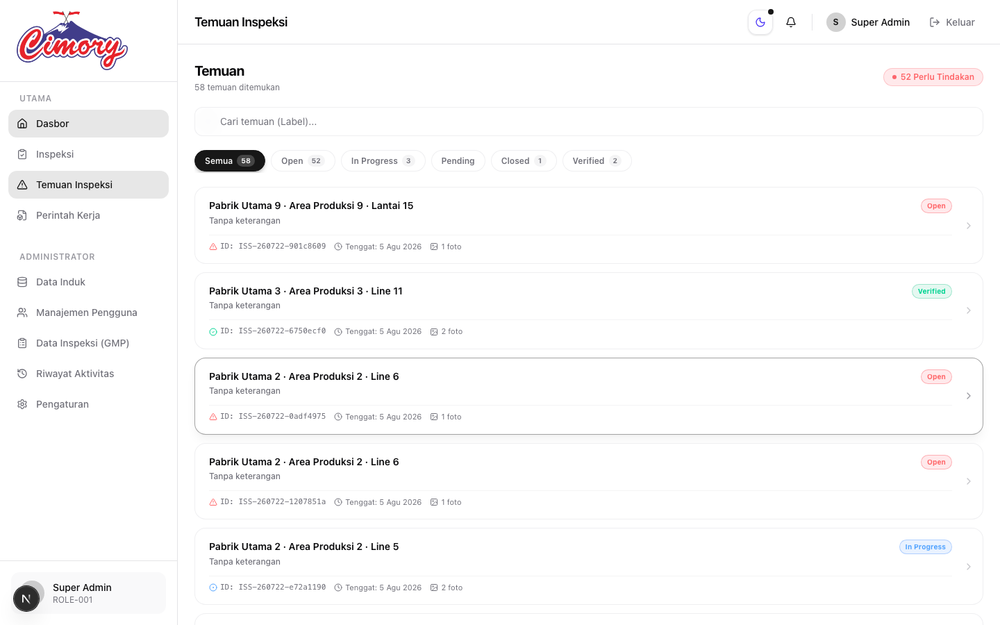 Cimory
UTAMA
Dasbor
Inspeksi
Temuan Inspeksi
Perintah Kerja
ADMINISTRATOR
Data Induk
Manajemen Pengguna
Data Inspeksi (GMP)
Riwayat Aktivitas
Pengaturan
N
Super Admin
ROLE-001
Temuan Inspeksi
S Super Admin Keluar
Temuan
58 temuan ditemukan
52 Perlu Tindakan
Cari temuan (Label)...
Semua 58 Open 52 In Progress 3 Pending Closed 1 Verified 2
Pabrik Utama 9 · Area Produksi 9 · Lantai 15 Open
Tanpa keterangan
ID: ISS-260722-901c8609 Tenggat: 5 Agu 2026 1 foto
Pabrik Utama 3 · Area Produksi 3 · Line 11 Verified
Tanpa keterangan
ID: ISS-260722-6750ecf0 Tenggat: 5 Agu 2026 2 foto
Pabrik Utama 2 · Area Produksi 2 · Line 6 Open
Tanpa keterangan
ID: ISS-260722-0adf4975 Tenggat: 5 Agu 2026 1 foto
Pabrik Utama 2 · Area Produksi 2 · Line 6 Open
Tanpa keterangan
ID: ISS-260722-1207851a Tenggat: 5 Agu 2026 1 foto
Pabrik Utama 2 · Area Produksi 2 · Line 5 In Progress
Tanpa keterangan
ID: ISS-260722-e72a1190 Tenggat: 5 Agu 2026 2 foto